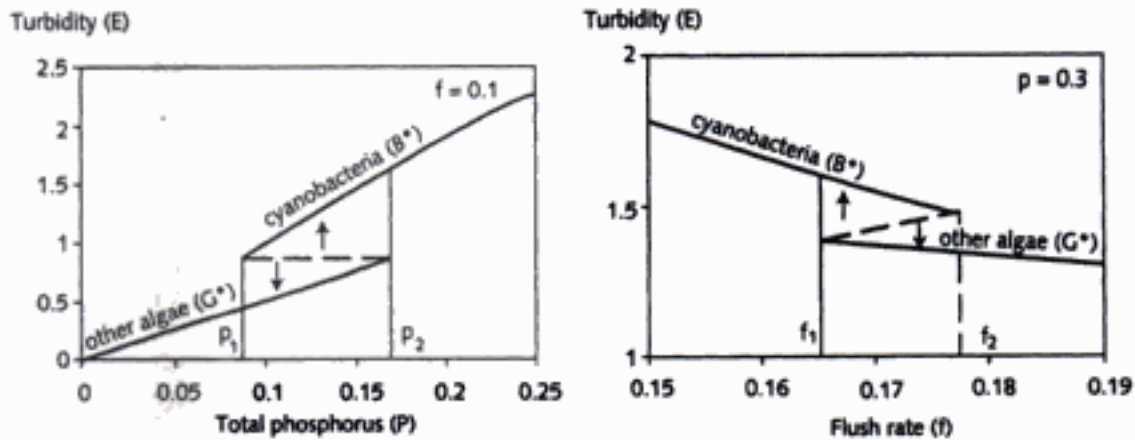 Turbidity (E)
2.5
f = 0.1
2
cyanobacteria (B*)
1.5
1
other algae (G*)
0.5
p1
p2
0
0 0.05 0.1 0.15 0.2 0.25
Total phosphorus (P)
Turbidity (E)
2
p = 0.3
cyanobacteria (B*)
1.5
other algae (G*)
f1
f2
1
0.15 0.16 0.17 0.18 0.19
Flush rate (f)